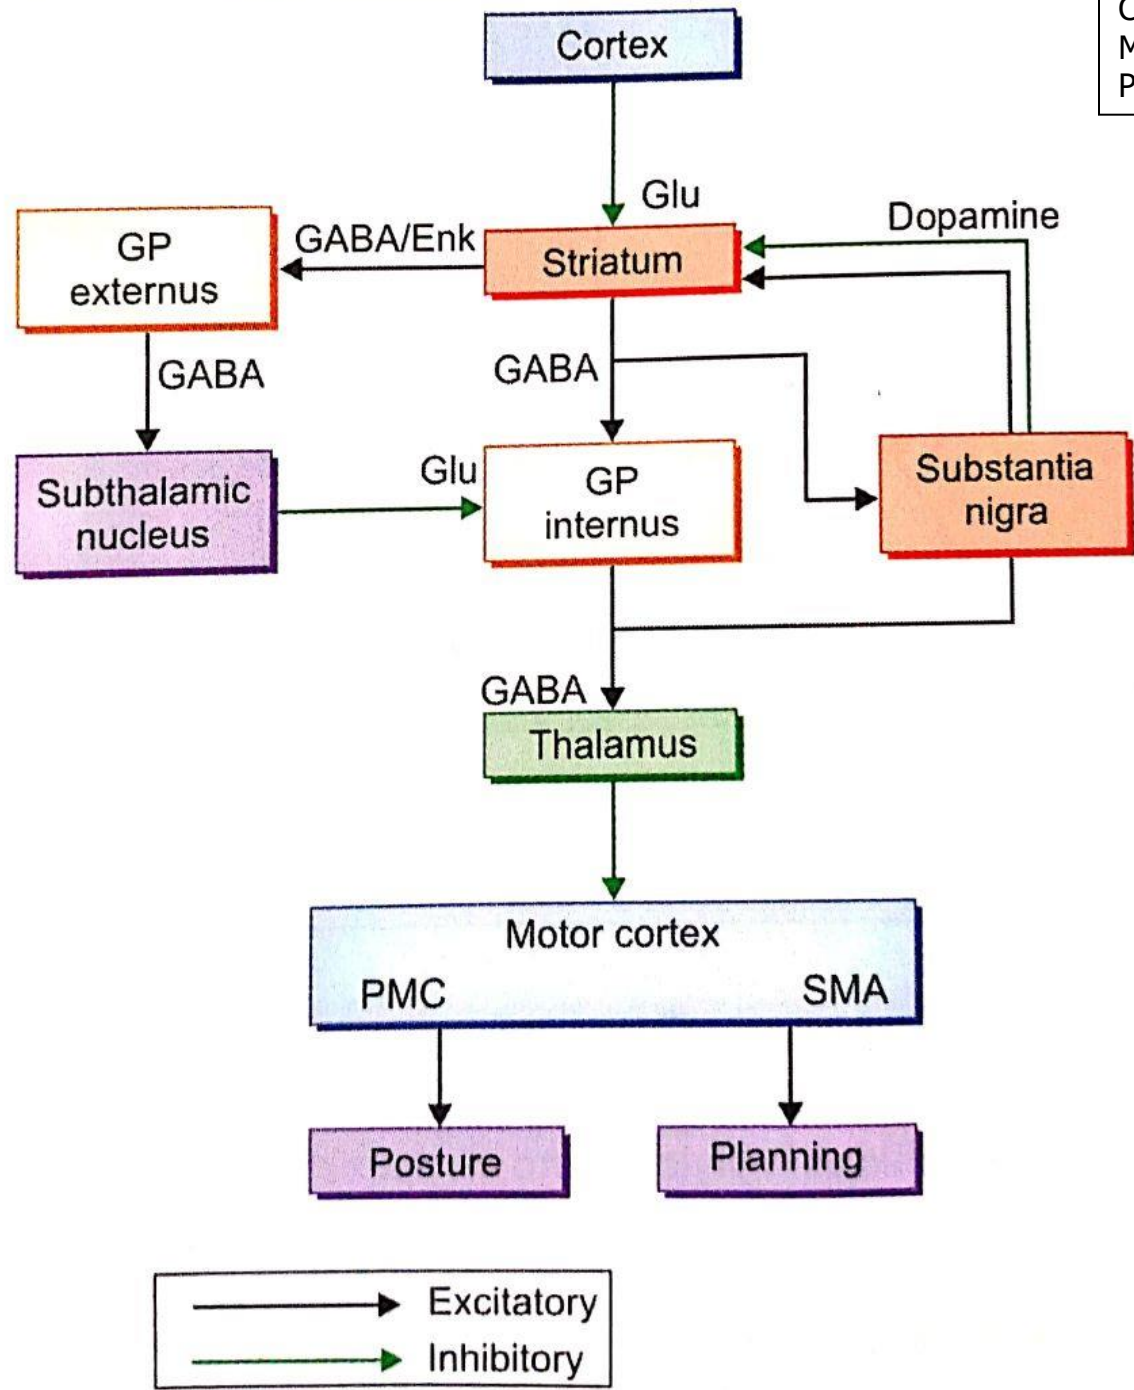 Cortex
Glu
Dopamine
GP
externus
GABA/Enk
Striatum
GABA
GABA
Subthalamic
nucleus
Glu
GP
internus
Substantia
nigra
GABA
Thalamus
Motor cortex
PMC
SMA
Posture
Planning
Excitatory
Inhibitory